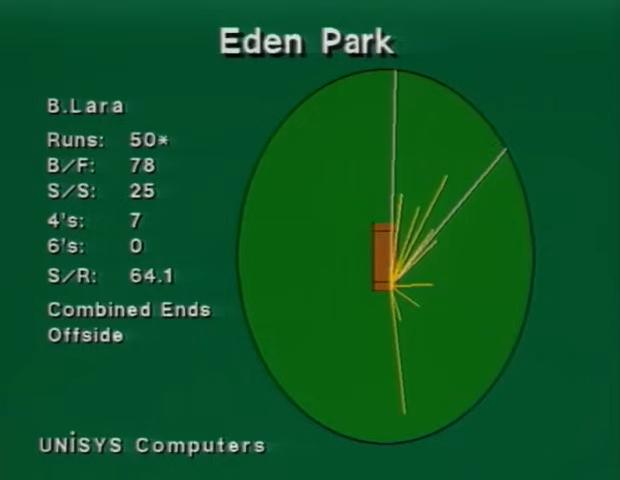 Eden Park
B.Lara
Runs: 50*
B/F: 78
S/S: 25
4's: 7
6's: 0
S/R: 64.1
Combined Ends
Offside
UNiSYS Computers